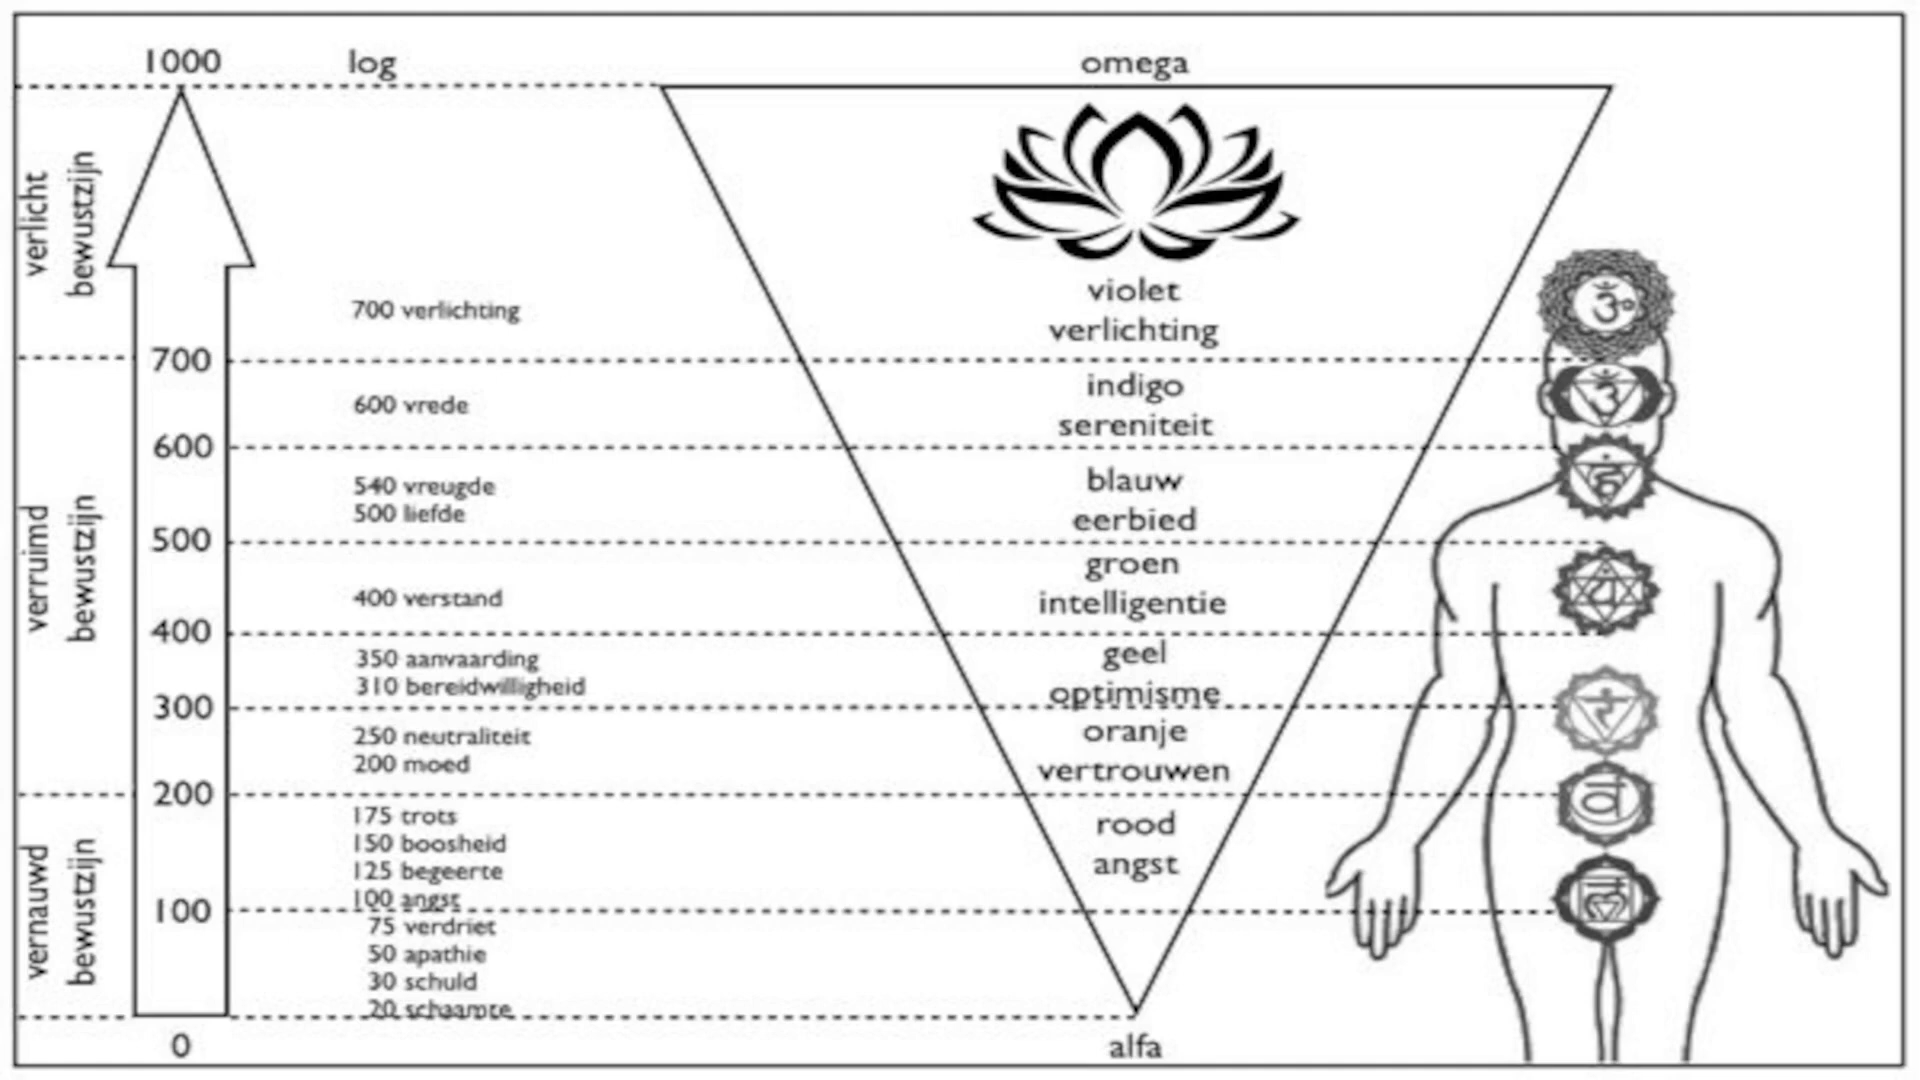 1000
log
omega
verlicht
bewustzijn
violet
verlichting
700 verlichting
700
indigo
sereniteit
600 vrede
600
verruimd
bewustzijn
blauw
eerbied
540 vreugde
500 liefde
500
groen
intelligentie
400 verstand
400
geel
optimisme
350 aanvaarding
310 bereidwilligheid
300
oranje
vertrouwen
250 neutraliteit
200 moed
200
vernauwd
bewustzijn
rood
angst
175 trots
150 boosheid
125 begeerte
100 angst
100
75 verdriet
50 apathie
30 schuld
20 schaamte
0
alfa